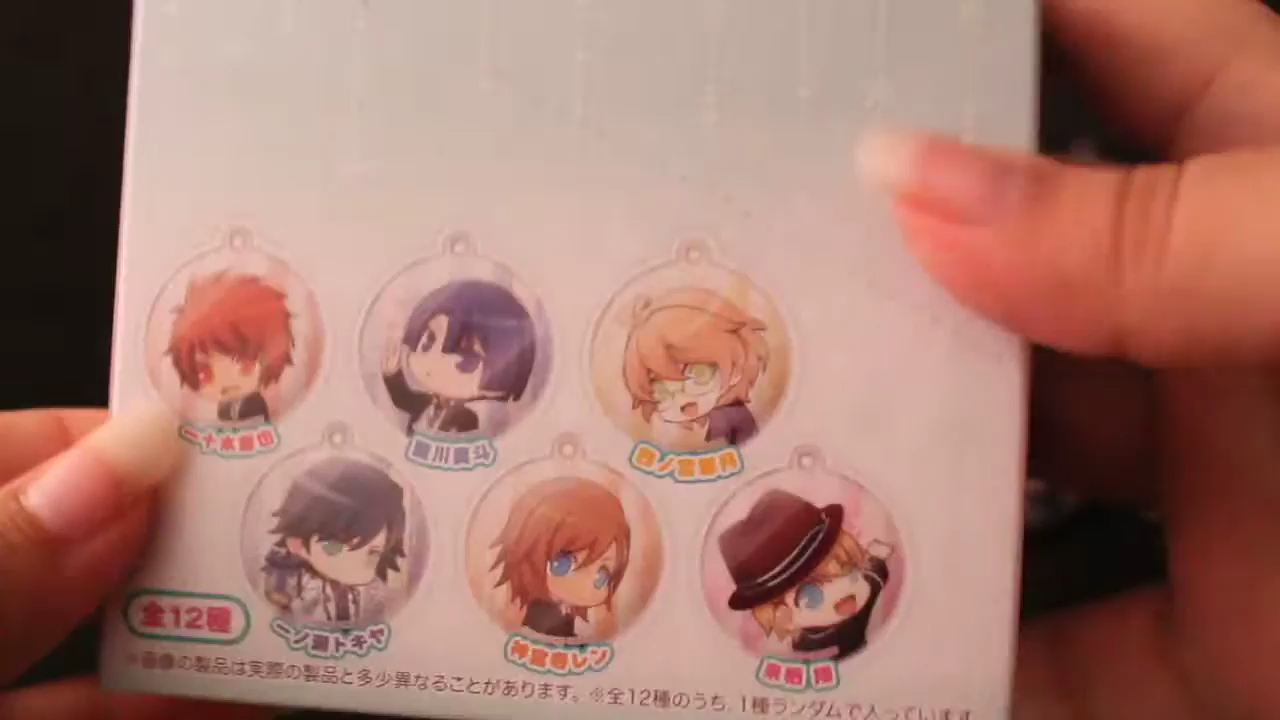 一十木音也
聖川真斗
四ノ宮那月
一ノ瀬トキヤ
神宮寺レン
来栖 翔
全12種
※画像の製品は実際の製品と多少異なることがあります。※全12種のうち、1種ランダムで入っています